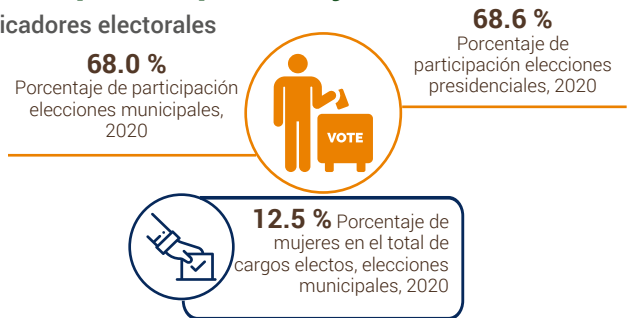 icadores electorales
68.0 %
Porcentaje de participación
elecciones municipales,
2020
VOTE
68.6 %
Porcentaje de
participación elecciones
presidenciales, 2020
12.5 % Porcentaje de
mujeres en el total de
cargos electos, elecciones
municipales, 2020